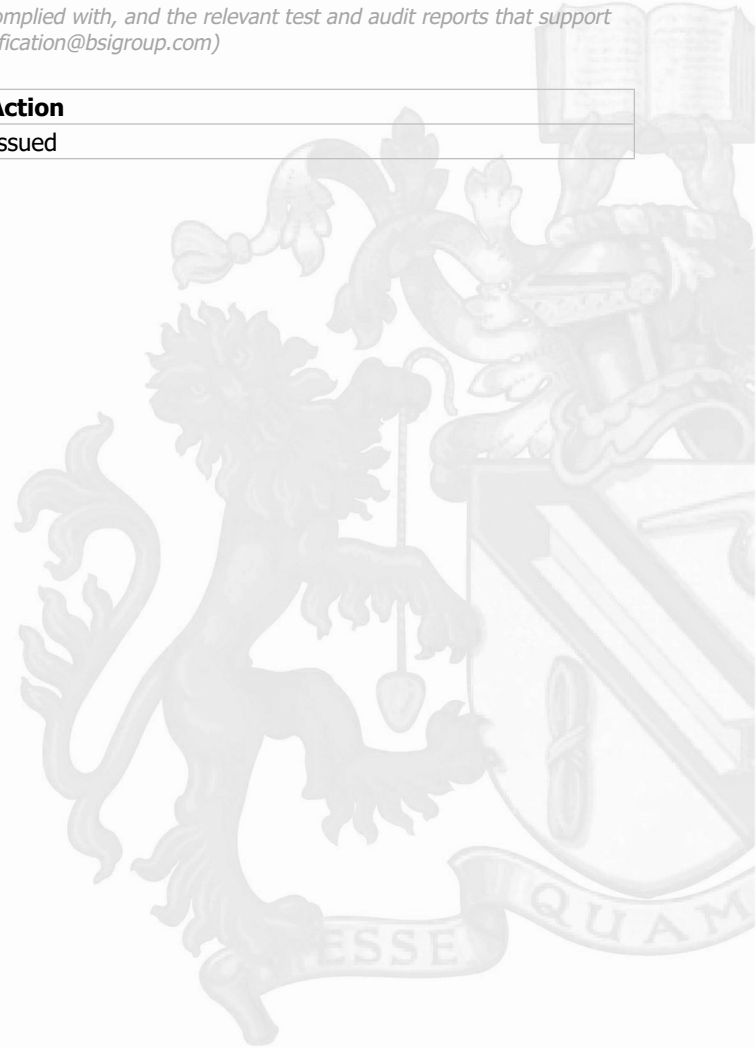 omplied with, and the relevant test and audit reports that support
fication@bsigroup.com)
Action
ssued
ESSE
QUAM